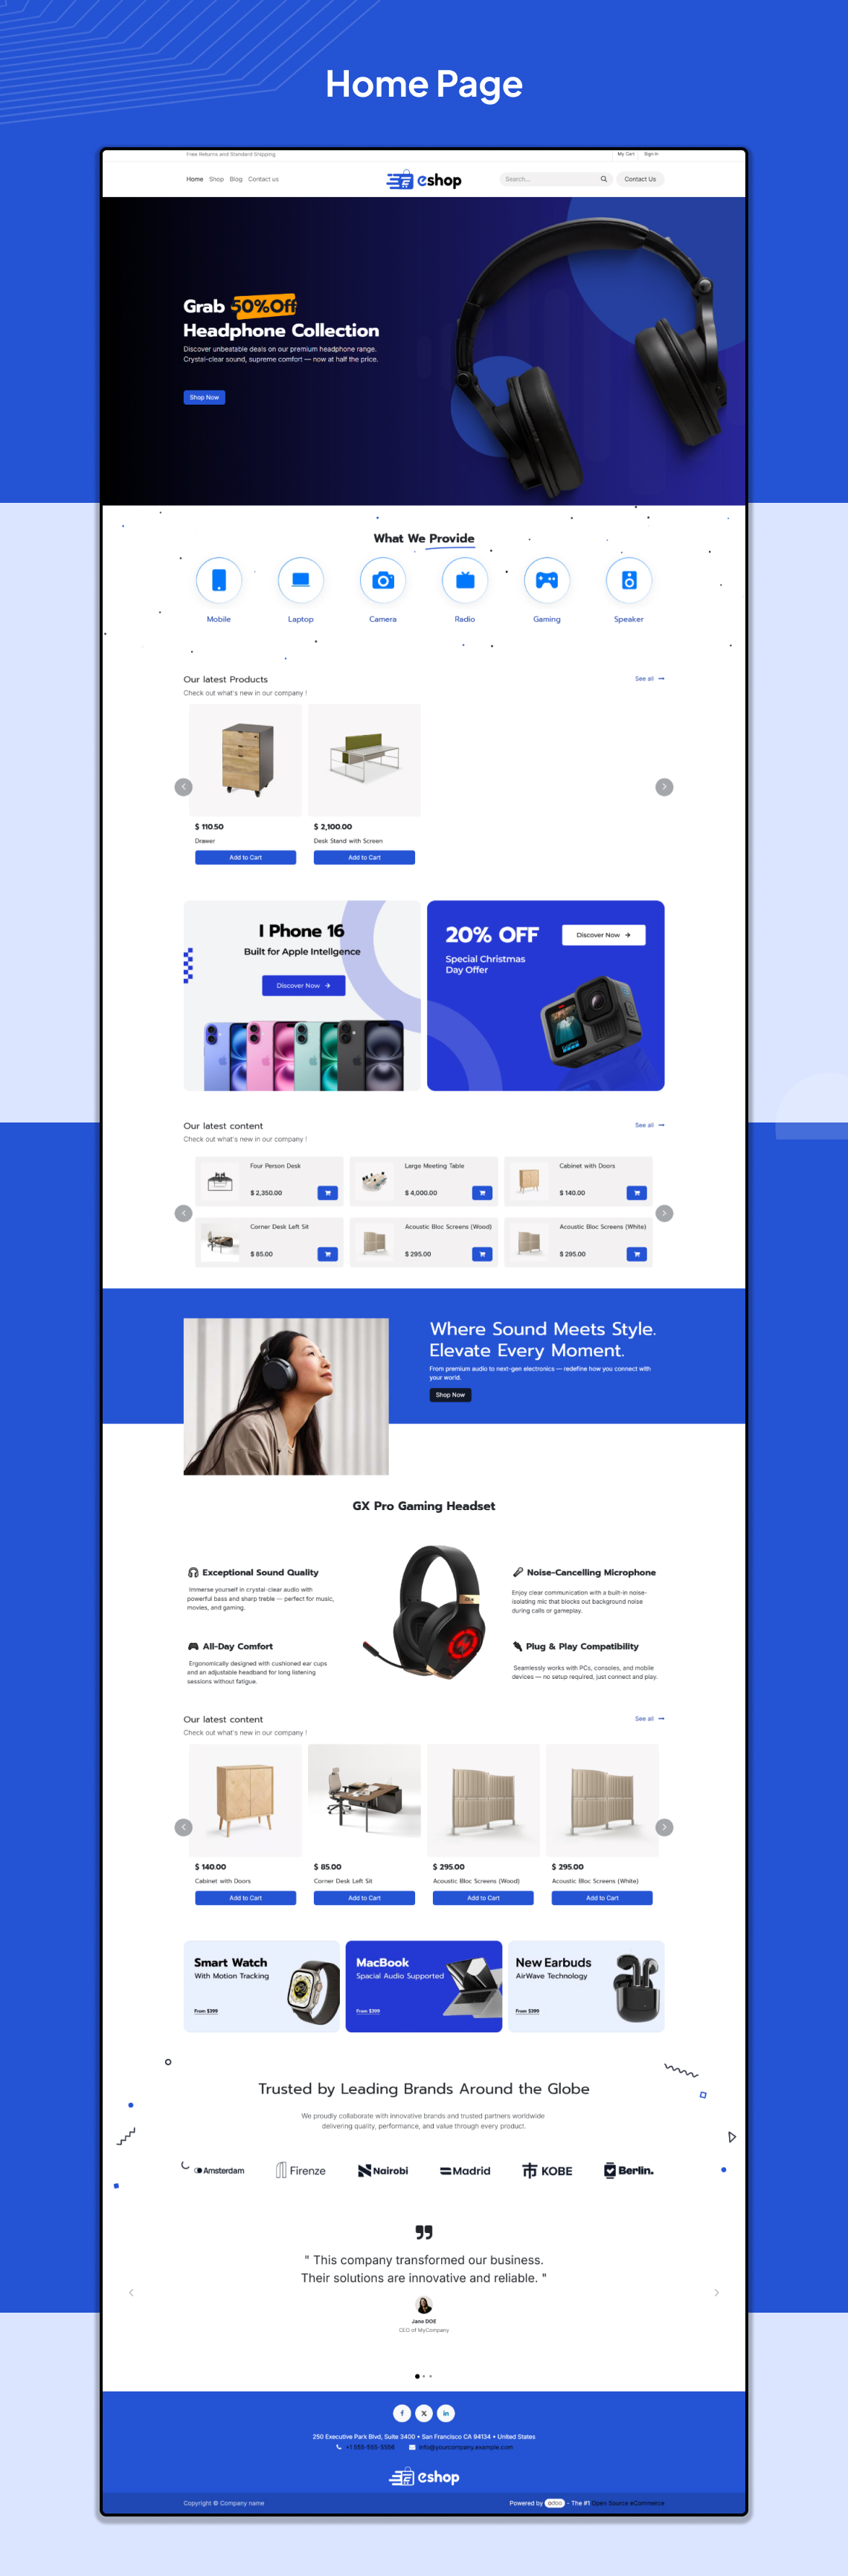 Home Page
Free Returns and Standard Shipping
My Cart
Sign in
Home
Shop
Blog
Contact us
eshop
Search...
Contact Us
Grab 50%Off
Headphone Collection
Discover unbeatable deals on our premium headphone range.
Crystal-clear sound, supreme comfort — now at half the price.
Shop Now
What We Provide
Mobile
Laptop
Camera
Radio
Gaming
Speaker
Our latest Products
See all
Check out what's new in our company !
$ 110.50
$ 2,100.00
Drawer
Desk Stand with Screen
Add to Cart
Add to Cart
I Phone 16
Built for Apple Intellgence
Discover Now
20% OFF
Discover Now
Special Christmas
Day Offer
Our latest content
See all
Check out what's new in our company !
Four Person Desk
$ 2,350.00
Large Meeting Table
$ 4,000.00
Cabinet with Doors
$ 140.00
Corner Desk Left Sit
$ 85.00
Acoustic Bloc Screens (Wood)
$ 295.00
Acoustic Bloc Screens (White)
$ 295.00
Where Sound Meets Style.
Elevate Every Moment.
From premium audio to next-gen electronics — redefine how you connect with
your world.
Shop Now
GX Pro Gaming Headset
Exceptional Sound Quality
Immerse yourself in crystal-clear audio with
powerful bass and sharp treble — perfect for music,
movies, and gaming.
Noise-Cancelling Microphone
Enjoy clear communication with a built-in noise-
isolating mic that blocks out background noise
during calls or gameplay.
All-Day Comfort
Ergonomically designed with cushioned ear cups
and an adjustable headband for long listening
sessions without fatigue.
Plug & Play Compatibility
Seamlessly works with PCs, consoles, and mobile
devices — no setup required, just connect and play.
Our latest content
See all
Check out what's new in our company !
$ 140.00
$ 85.00
$ 295.00
$ 295.00
Cabinet with Doors
Corner Desk Left Sit
Acoustic Bloc Screens (Wood)
Acoustic Bloc Screens (White)
Add to Cart
Add to Cart
Add to Cart
Add to Cart
Smart Watch
With Motion Tracking
From $399
MacBook
Spacial Audio Supported
From $399
New Earbuds
AirWave Technology
From $399
Trusted by Leading Brands Around the Globe
We proudly collaborate with innovative brands and trusted partners worldwide
delivering quality, performance, and value through every product.
Amsterdam
Firenze
Nairobi
Madrid
KOBE
Berlin.
" This company transformed our business.
Their solutions are innovative and reliable. "
Jane DOE
CEO of MyCompany
250 Executive Park Blvd, Suite 3400 • San Francisco CA 94134 • United States
+1 555-555-5556
info@yourcompany.example.com
eshop
Copyright © Company name
Powered by odoo - The #1 Open Source eCommerce